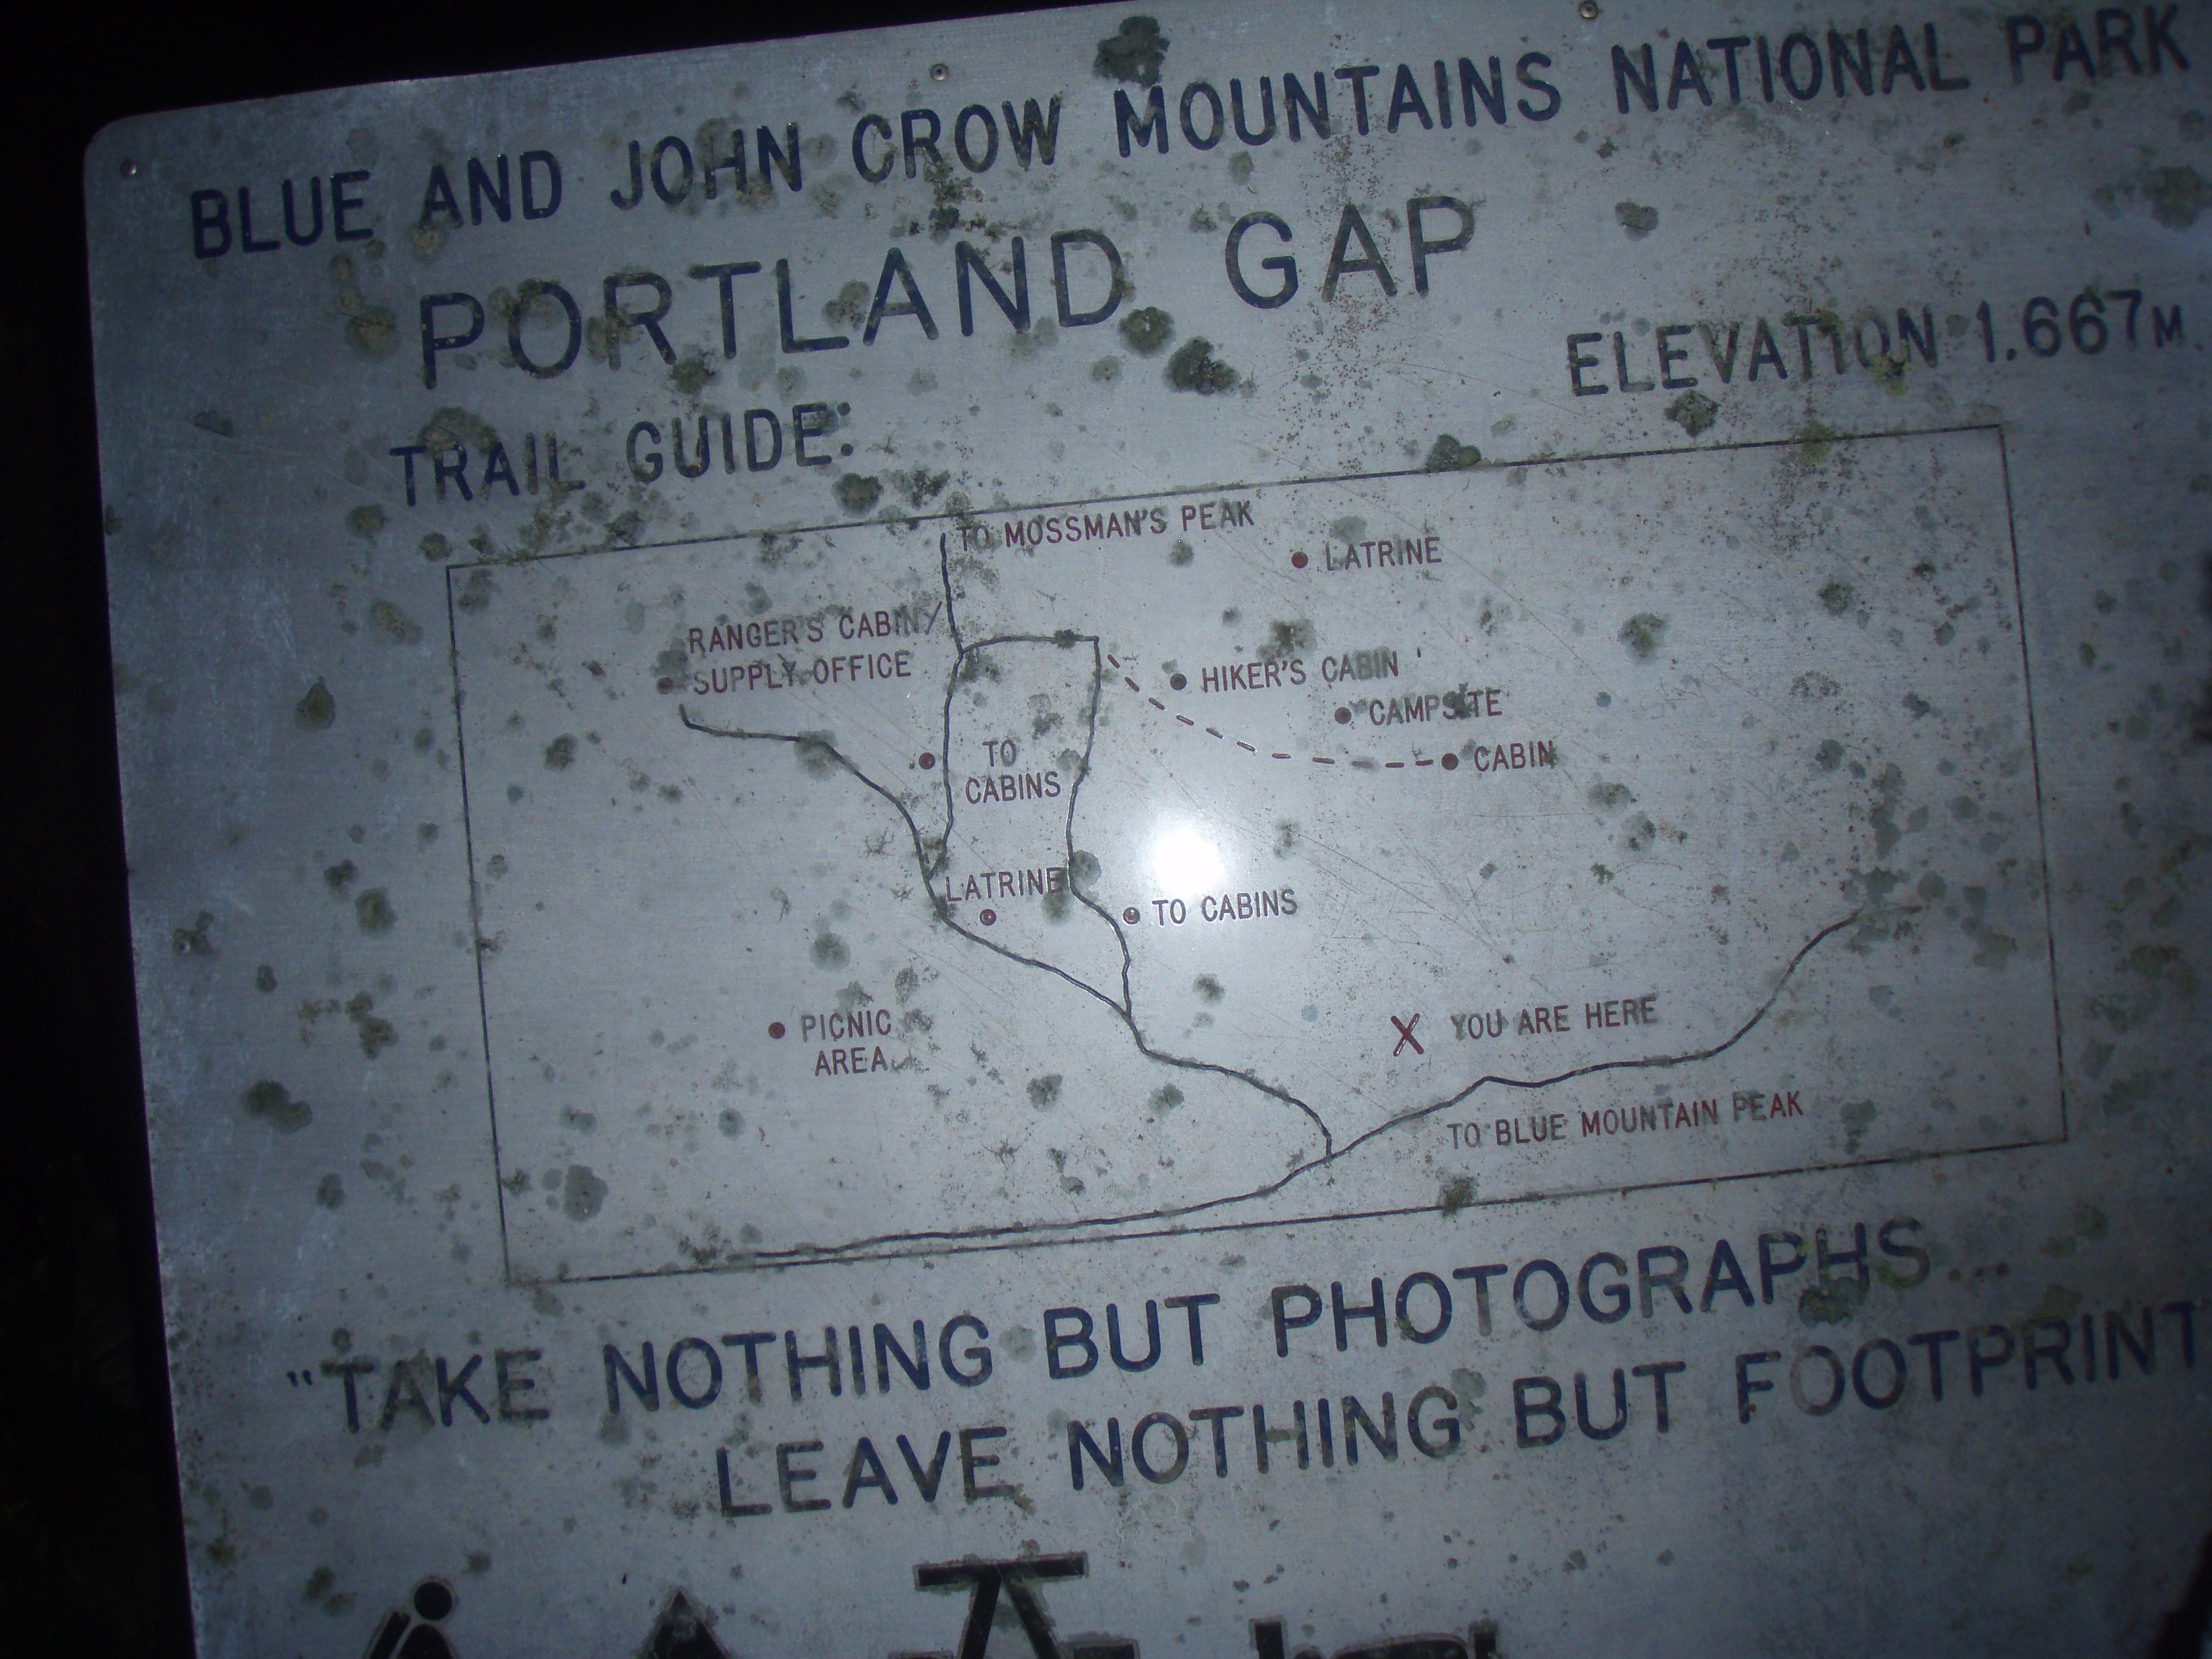 BLUE AND JOHN CROW MOUNTAINS NATIONAL PARK
PORTLAND GAP
ELEVATION 1.667M
TRAIL GUIDE:
TO MOSSMAN'S PEAK
LATRINE
RANGER'S CABIN/
SUPPLY OFFICE
HIKER'S CABIN
CAMPSITE
CABIN
TO
CABINS
LATRINE
TO CABINS
PICNIC
AREA
X YOU ARE HERE
TO BLUE MOUNTAIN PEAK
"TAKE NOTHING BUT PHOTOGRAPHS...
LEAVE NOTHING BUT FOOTPRINT